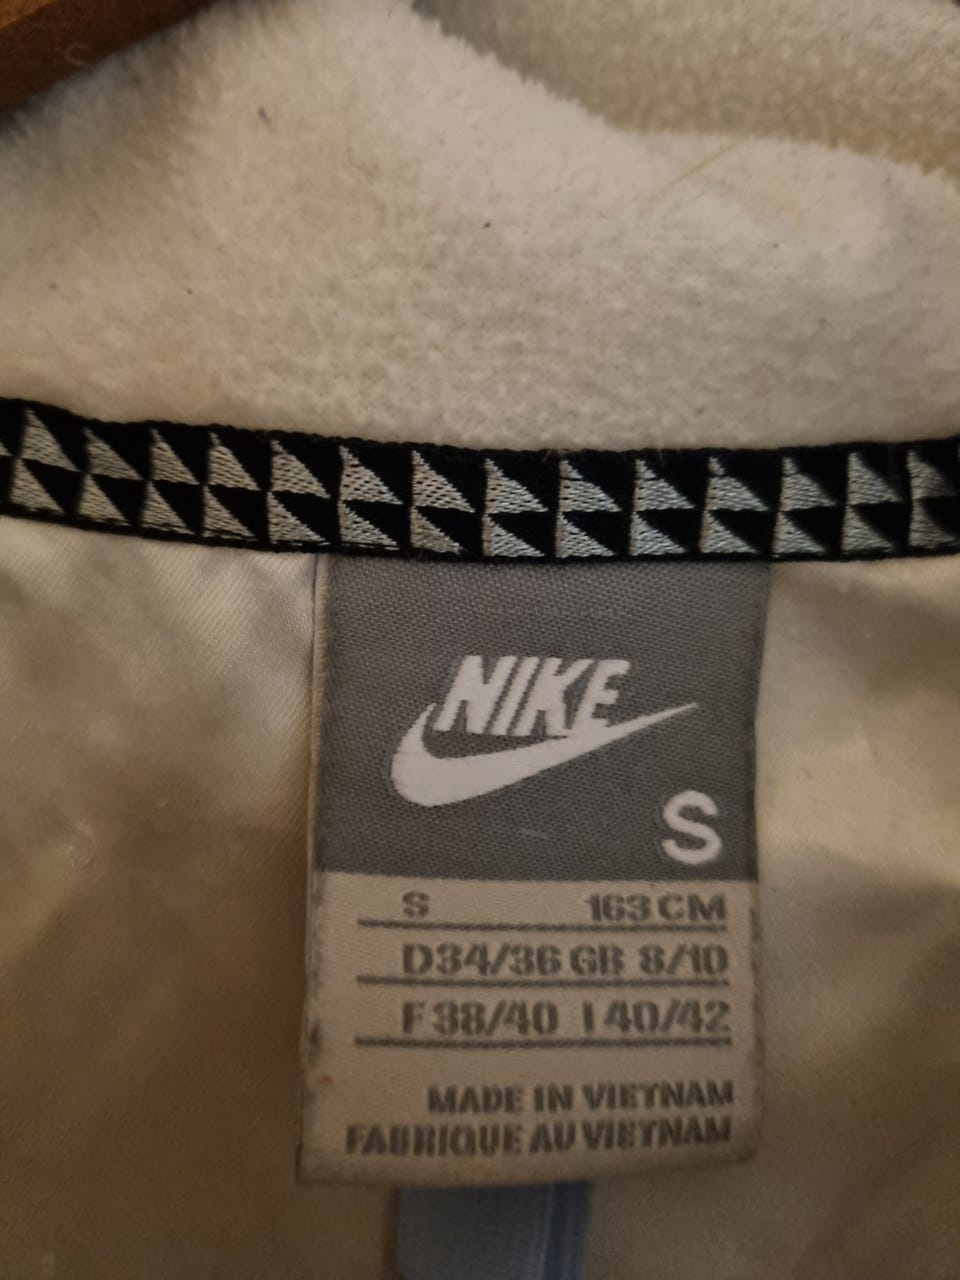 NIKE
S
S 163 CM
D 34/36 GB 8/10
F 38/40 I 40/42
MADE IN VIETNAM
FABRIQUE AU VIETNAM